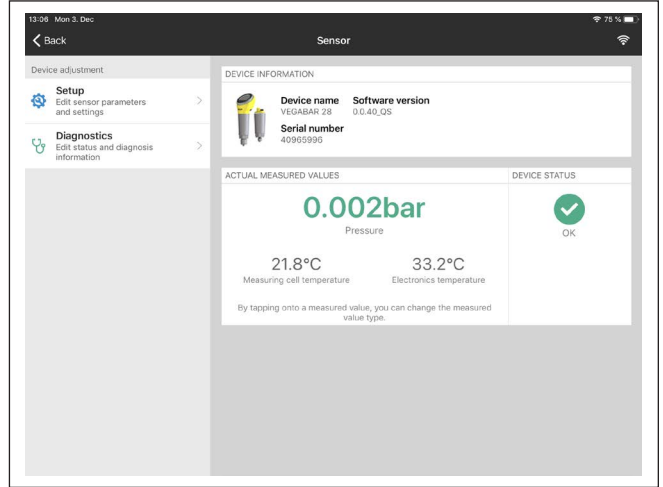 13:06 Mon 3. Dec
75 %
Back
Sensor
Device adjustment
Setup
Edit sensor parameters
and settings
Diagnostics
Edit status and diagnosis
information
DEVICE INFORMATION
Device name Software version
VEGABAR 28 0.0.40_QS
Serial number
40965996
ACTUAL MEASURED VALUES
0.002bar
Pressure
21.8°C 33.2°C
Measuring cell temperature Electronics temperature
By tapping onto a measured value, you can change the measured
value type.
DEVICE STATUS
OK